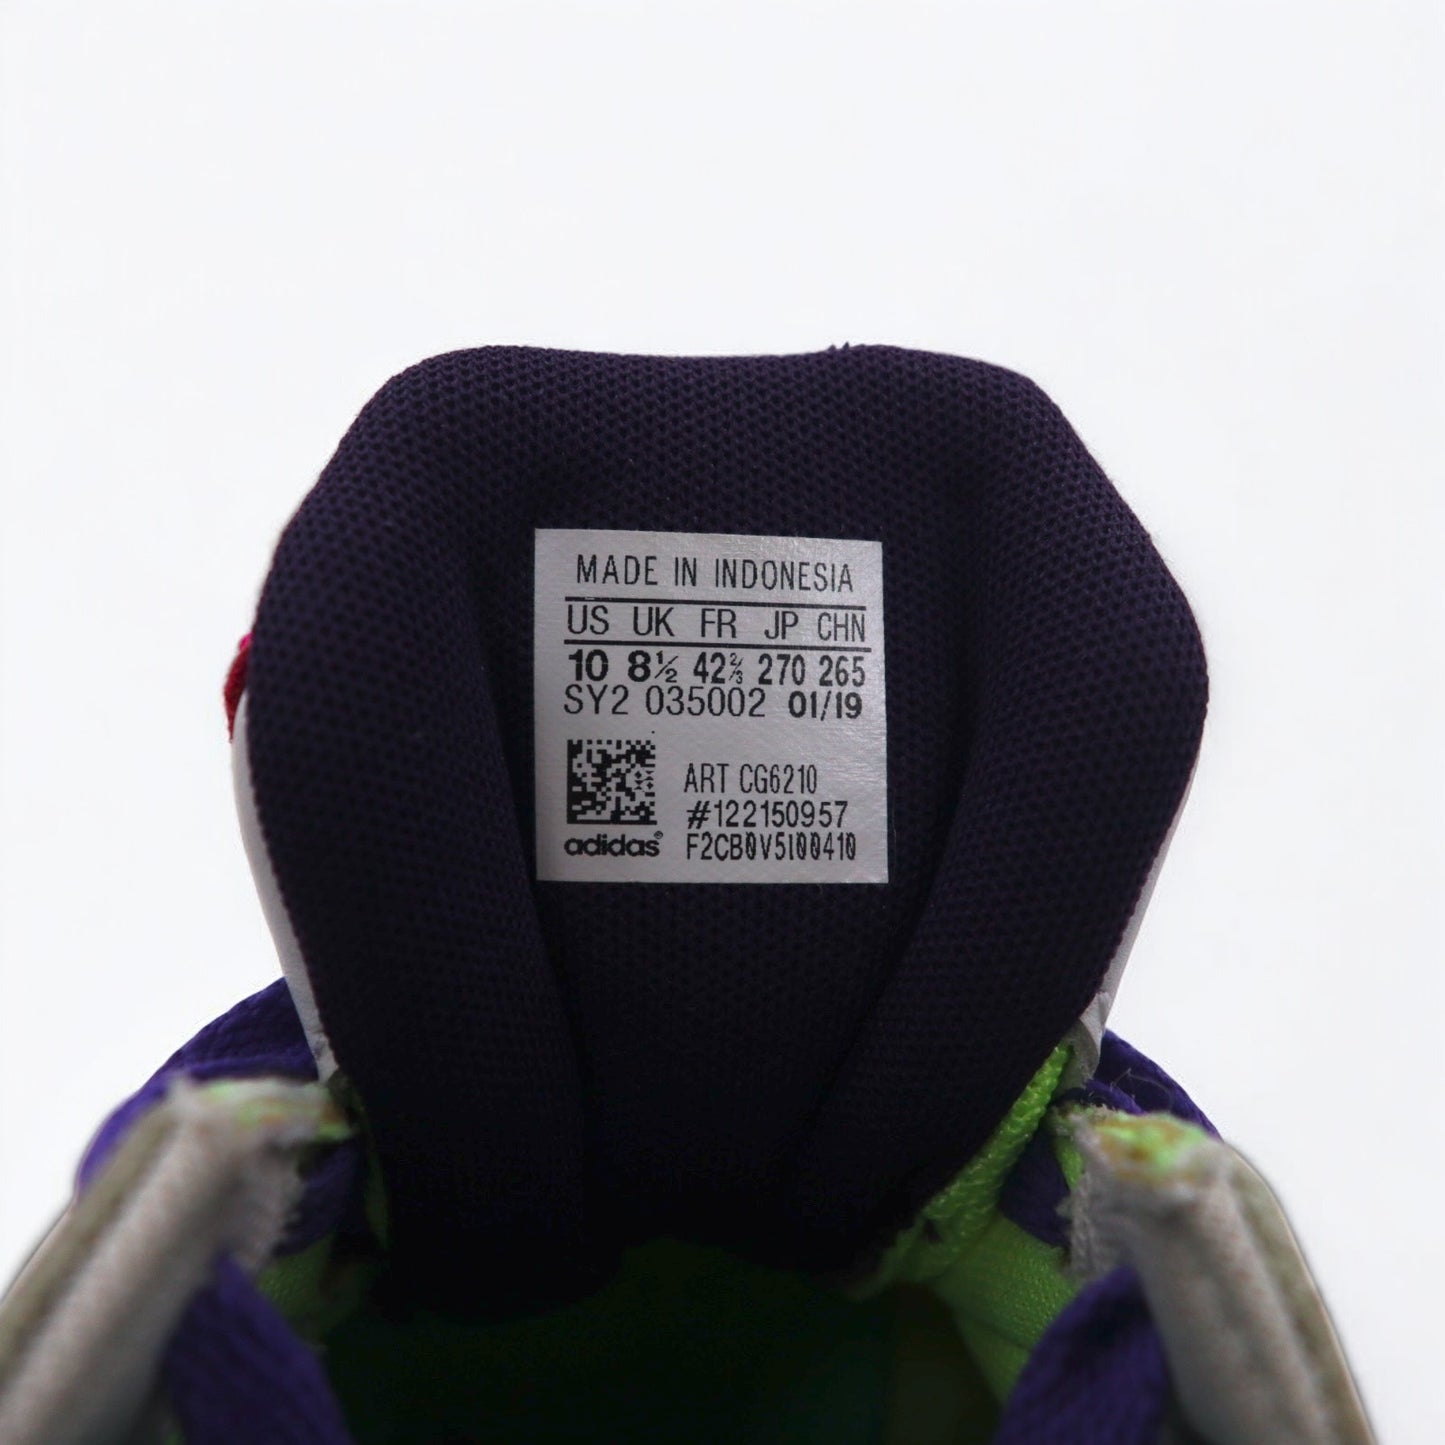 MADE IN INDONESIA
US UK FR JP CHN
10 8½ 42⅔ 270 265
SY2 035002 01/19
ART CG6210
#122150957
adidas® F2CB0V5I00410